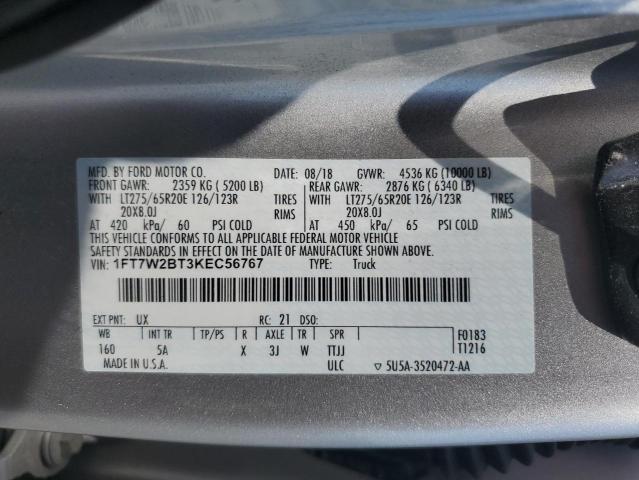 MFD. BY FORD MOTOR CO. DATE: 08/18 GVWR: 4536 KG (10000 LB)
FRONT GAWR: 2359 KG ( 5200 LB) REAR GAWR: 2876 KG ( 6340 LB)
WITH LT275/65R20E 126/123R TIRES WITH LT275/65R20E 126/123R TIRES
20X8.0J RIMS 20X8.0J RIMS
AT 420 kPa/ 60 PSI COLD AT 450 kPa/ 65 PSI COLD
THIS VEHICLE CONFORMS TO ALL APPLICABLE FEDERAL MOTOR VEHICLE
SAFETY STANDARDS IN EFFECT ON THE DATE OF MANUFACTURE SHOWN ABOVE.
VIN: 1FT7W2BT3KEC56767 TYPE: Truck
EXT PNT: UX RC: 21 DSO:
WB INT TR TP/PS R AXLE TR SPR F0183
160 5A X 3J W TTJJ T1216
MADE IN U.S.A. ULC ▽ 5U5A-3520472-AA